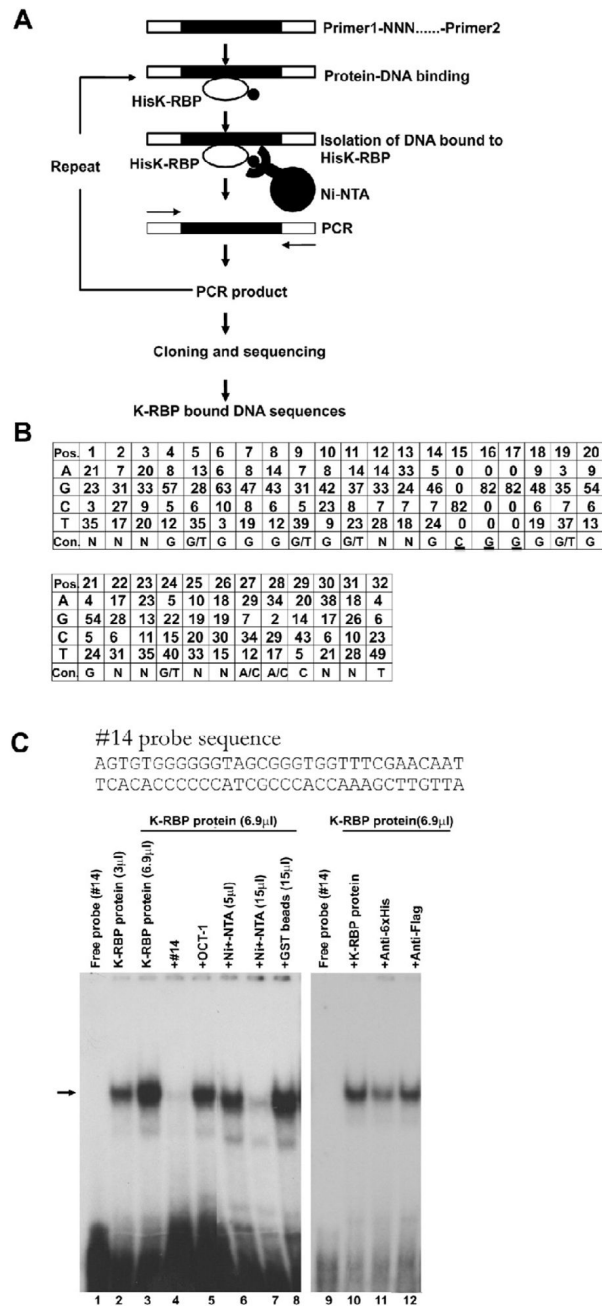 A
Primer1-NNN......-Primer2
Protein-DNA binding
HisK-RBP
Isolation of DNA bound to
HisK-RBP
HisK-RBP
Repeat
Ni-NTA
PCR
PCR product
Cloning and sequencing
K-RBP bound DNA sequences
B
Pos. 1 2 3 4 5 6 7 8 9 10 11 12 13 14 15 16 17 18 19 20
A 21 7 20 8 13 6 8 14 7 8 14 14 33 5 0 0 0 9 3 9
G 23 31 33 57 28 63 47 43 31 42 37 33 24 46 0 82 82 48 35 54
C 3 27 9 5 6 10 8 6 5 23 8 7 7 7 82 0 0 6 7 6
T 35 17 20 12 35 3 19 12 39 9 23 28 18 24 0 0 0 19 37 13
Con. N N N G G/T G G G G/T G G/T N N G C G G G G/T G
Pos. 21 22 23 24 25 26 27 28 29 30 31 32
A 4 17 23 5 10 18 29 34 20 38 18 4
G 54 28 13 22 19 19 7 2 14 17 26 6
C 5 6 11 15 20 30 34 29 43 6 10 23
T 24 31 35 40 33 15 12 17 5 21 28 49
Con. G N N G/T N N A/C A/C C N N T
C
#14 probe sequence
AGTGTGGGGGGTAGCGGGTGGTTTCGAACAAT
TCACACCCCCCATCGCCCACCAAAGCTTGTTA
K-RBP protein (6.9µl)
K-RBP protein(6.9µl)
Free probe (#14)
K-RBP protein (3µl)
K-RBP protein (6.9µl)
+#14
+OCT-1
+Ni+-NTA (5µl)
+Ni+-NTA (15µl)
+GST beads (15µl)
Free probe (#14)
+K-RBP protein
+Anti-6xHis
+Anti-Flag
1 2 3 4 5 6 7 8 9 10 11 12